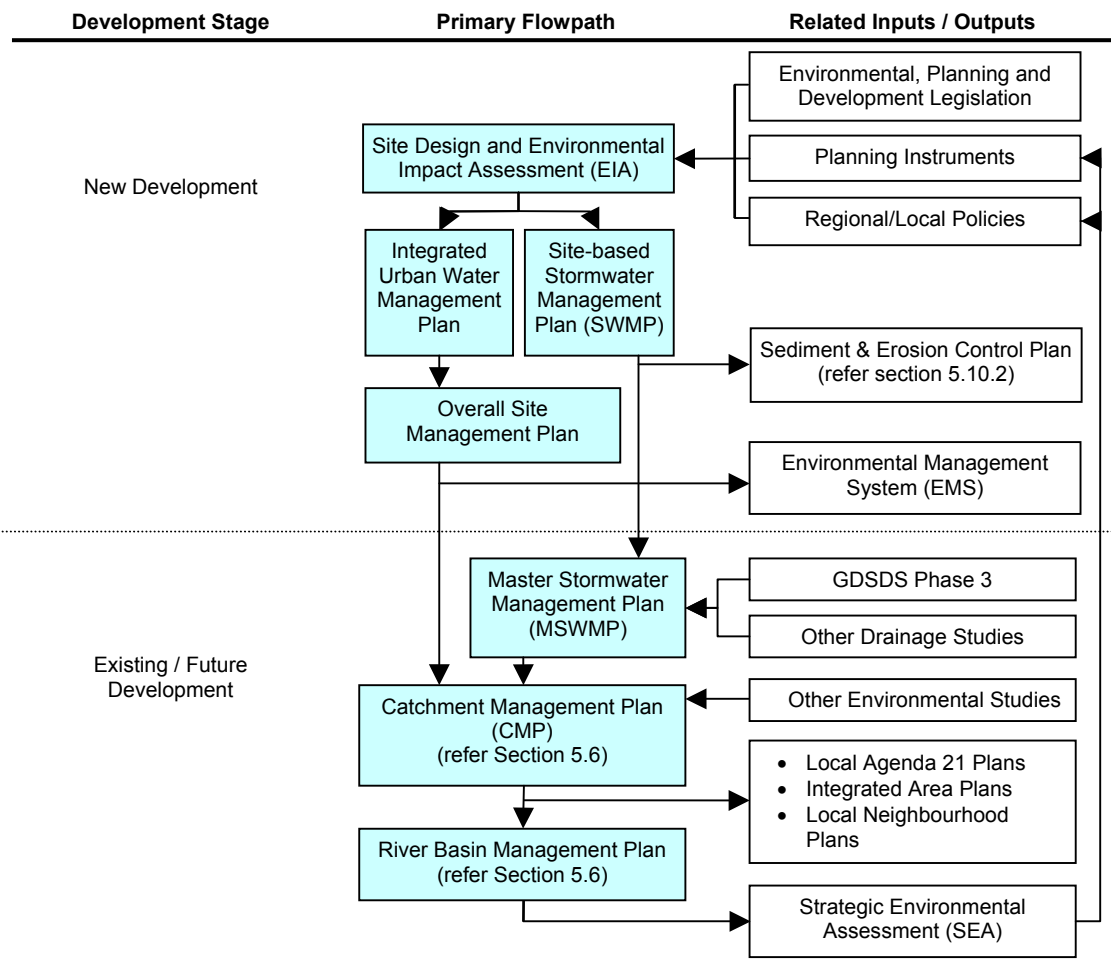 Development Stage
Primary Flowpath
Related Inputs / Outputs
Environmental, Planning and
Development Legislation
Site Design and Environmental
Impact Assessment (EIA)
Planning Instruments
New Development
Regional/Local Policies
Integrated
Urban Water
Management
Plan
Site-based
Stormwater
Management
Plan (SWMP)
Sediment & Erosion Control Plan
(refer section 5.10.2)
Overall Site
Management Plan
Environmental Management
System (EMS)
Master Stormwater
Management Plan
(MSWMP)
GDSDS Phase 3
Other Drainage Studies
Existing / Future
Development
Catchment Management Plan
(CMP)
(refer Section 5.6)
Other Environmental Studies
• Local Agenda 21 Plans
• Integrated Area Plans
• Local Neighbourhood
Plans
River Basin Management Plan
(refer Section 5.6)
Strategic Environmental
Assessment (SEA)